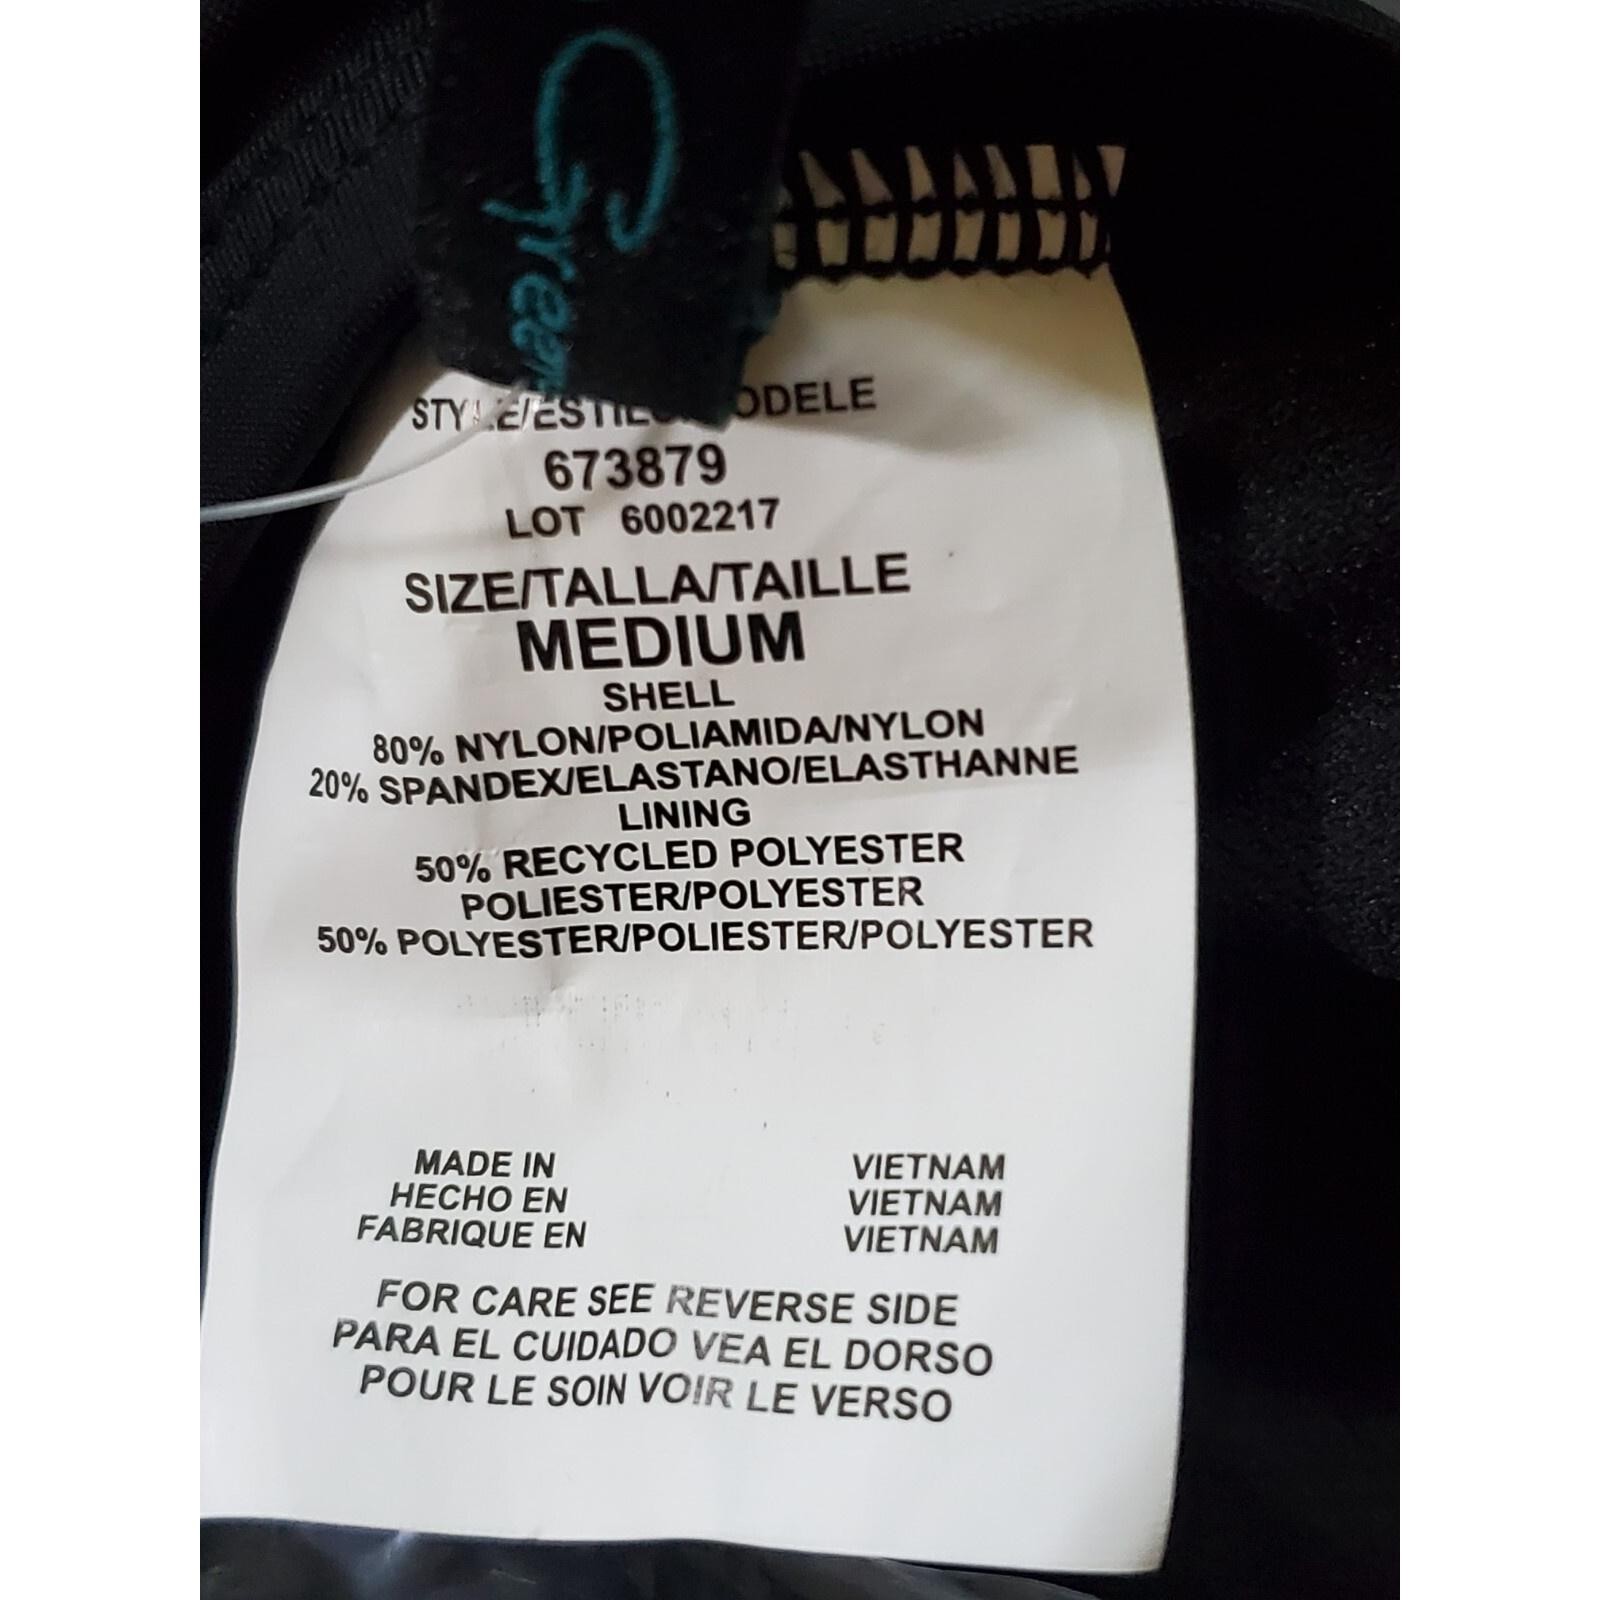 Green
673879
LOT 6002217
SIZE/TALLA/TAILLE
MEDIUM
SHELL
80% NYLON/POLIAMIDA/NYLON
20% SPANDEX/ELASTANO/ELASTHANNE
LINING
50% RECYCLED POLYESTER
POLIESTER/POLYESTER
50% POLYESTER/POLIESTER/POLYESTER
MADE IN VIETNAM
HECHO EN VIETNAM
FABRIQUE EN VIETNAM
FOR CARE SEE REVERSE SIDE
PARA EL CUIDADO VEA EL DORSO
POUR LE SOIN VOIR LE VERSO